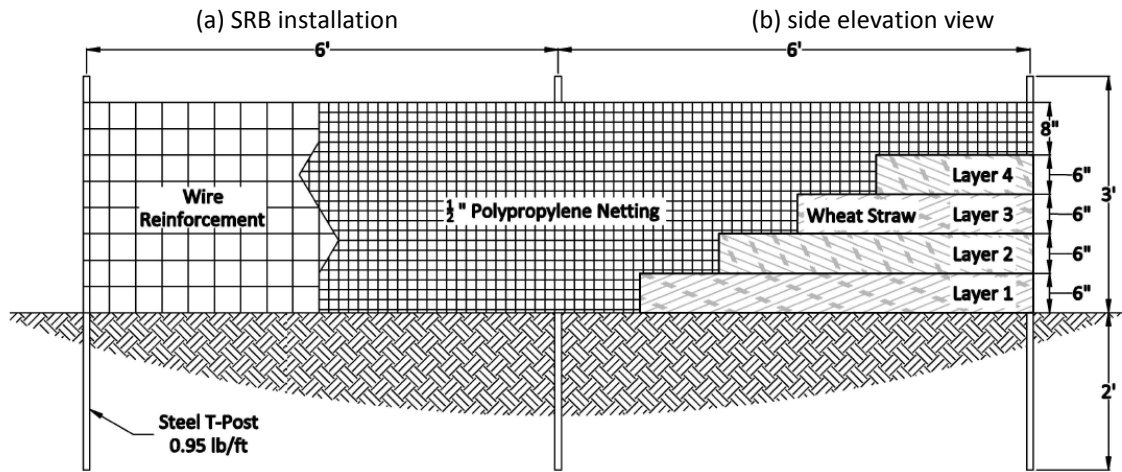 (a) SRB installation
(b) side elevation view
6'
6'
8"
Layer 4
6"
3'
Wire
Reinforcement
½" Polypropylene Netting
Wheat Straw
Layer 3
6"
Layer 2
6"
Layer 1
6"
2'
Steel T-Post
0.95 lb/ft